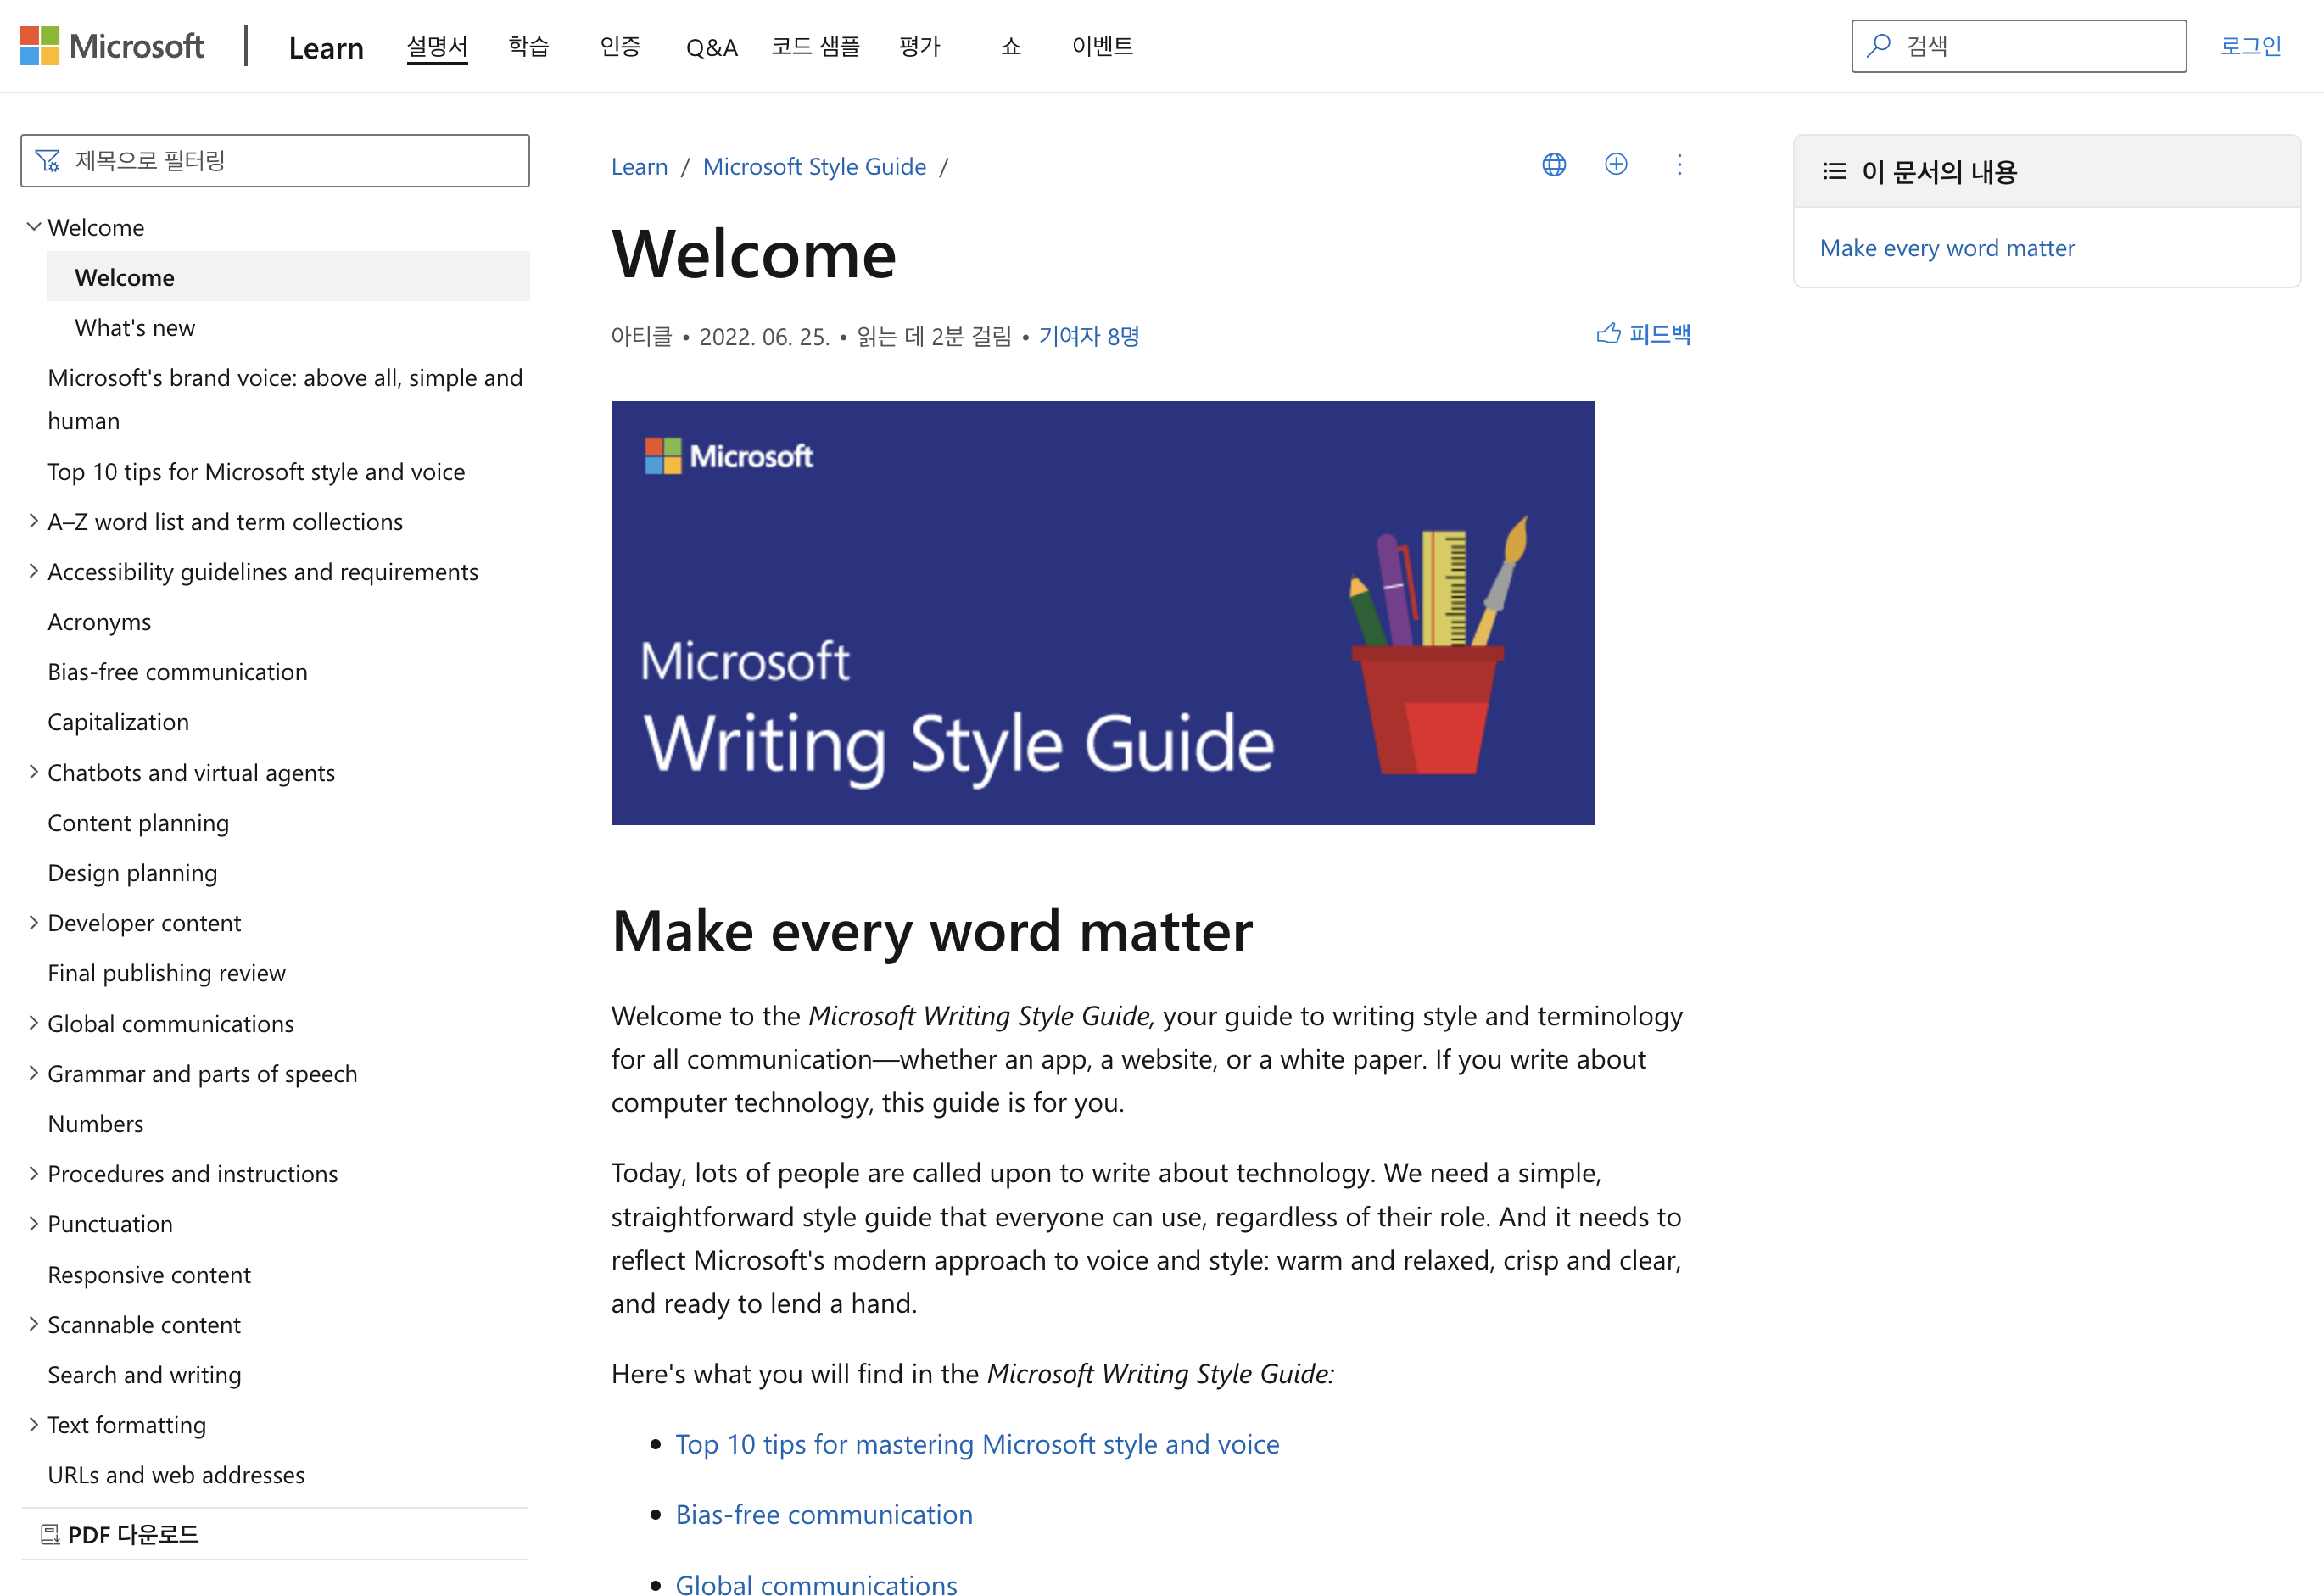 Microsoft
Learn
설명서
학습
인증
Q&A
코드 샘플
평가
쇼
이벤트
검색
로그인
제목으로 필터링
Welcome
Welcome
What's new
Microsoft's brand voice: above all, simple and
human
Top 10 tips for Microsoft style and voice
A–Z word list and term collections
Accessibility guidelines and requirements
Acronyms
Bias-free communication
Capitalization
Chatbots and virtual agents
Content planning
Design planning
Developer content
Final publishing review
Global communications
Grammar and parts of speech
Numbers
Procedures and instructions
Punctuation
Responsive content
Scannable content
Search and writing
Text formatting
URLs and web addresses
PDF 다운로드
Learn / Microsoft Style Guide /
Welcome
아티클 • 2022. 06. 25. • 읽는 데 2분 걸림 • 기여자 8명
피드백
Microsoft
Microsoft
Writing Style Guide
Make every word matter
Welcome to the Microsoft Writing Style Guide, your guide to writing style and terminology
for all communication—whether an app, a website, or a white paper. If you write about
computer technology, this guide is for you.
Today, lots of people are called upon to write about technology. We need a simple,
straightforward style guide that everyone can use, regardless of their role. And it needs to
reflect Microsoft's modern approach to voice and style: warm and relaxed, crisp and clear,
and ready to lend a hand.
Here's what you will find in the Microsoft Writing Style Guide:
• Top 10 tips for mastering Microsoft style and voice
• Bias-free communication
• Global communications
이 문서의 내용
Make every word matter